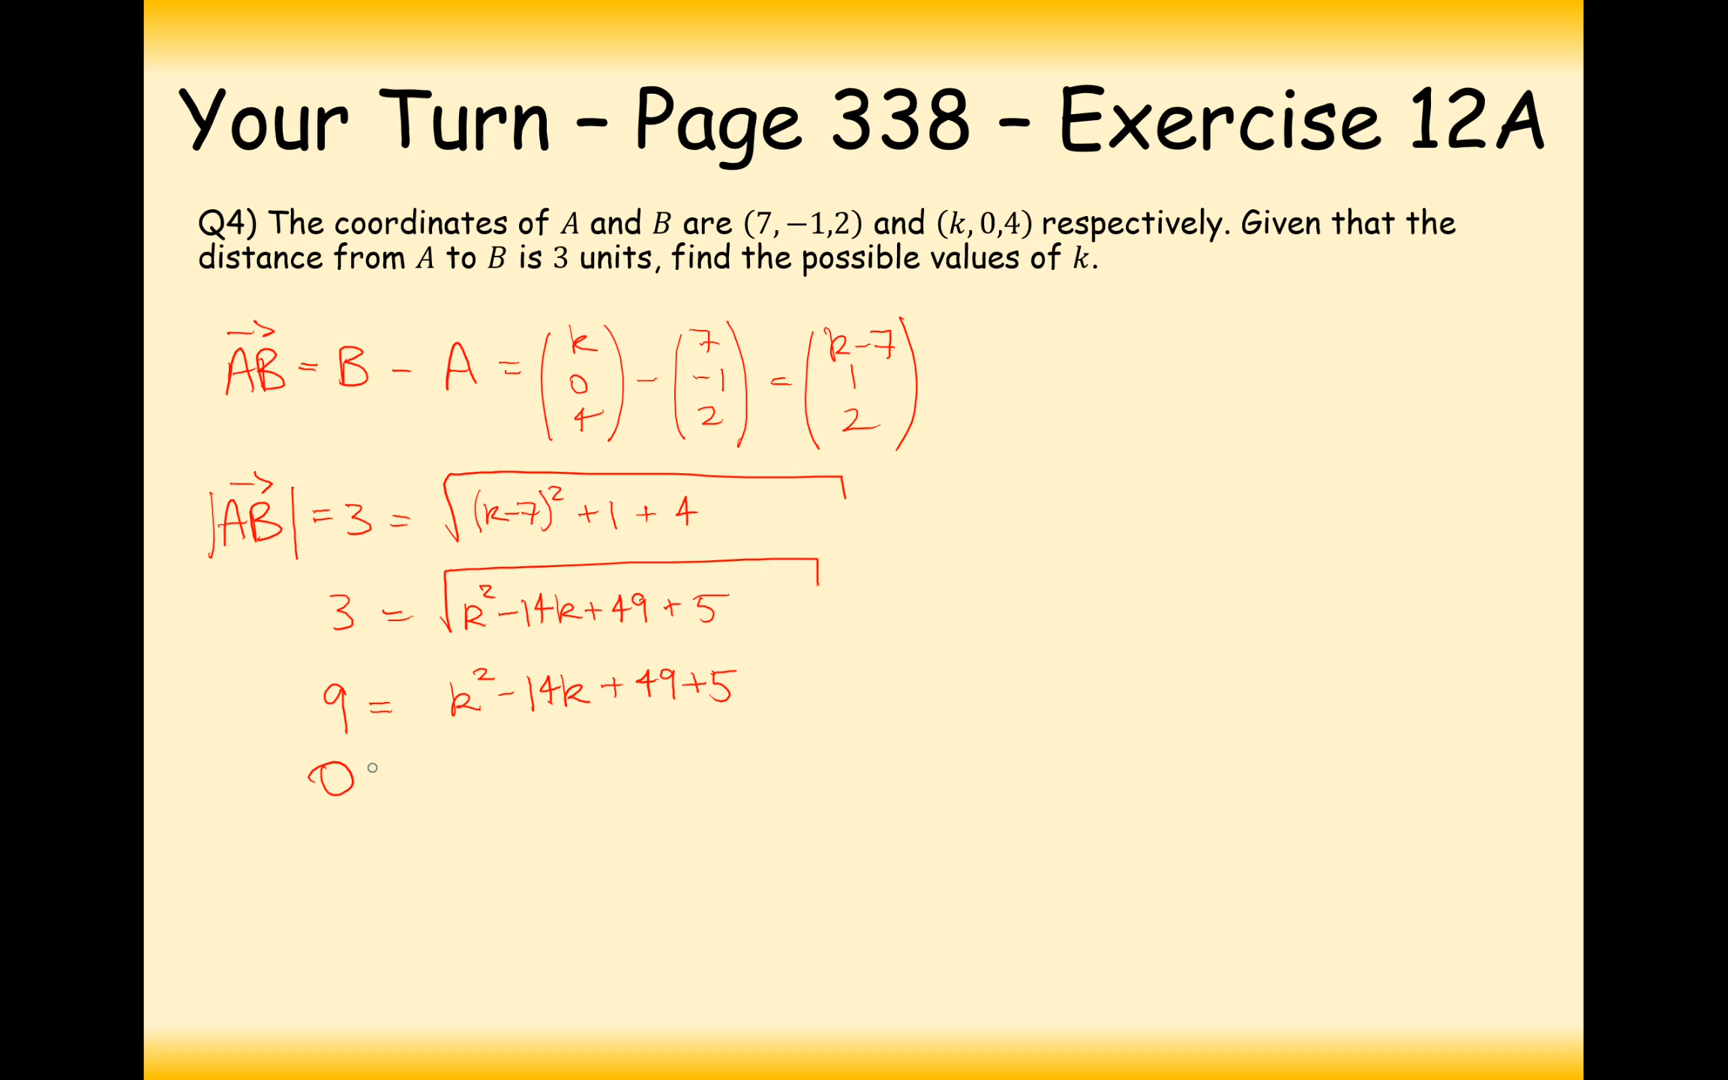 Your Turn – Page 338 – Exercise 12A
Q4) The coordinates of A and B are (7, −1,2) and (k, 0,4) respectively. Given that the
distance from A to B is 3 units, find the possible values of k.
→AB = B - A = (k 0 4) - (7 -1 2) = (k-7 1 2)
|→AB| = 3 = √((k-7)² + 1 + 4)
3 = √(k² - 14k + 49 + 5)
9 = k² - 14k + 49 + 5
0